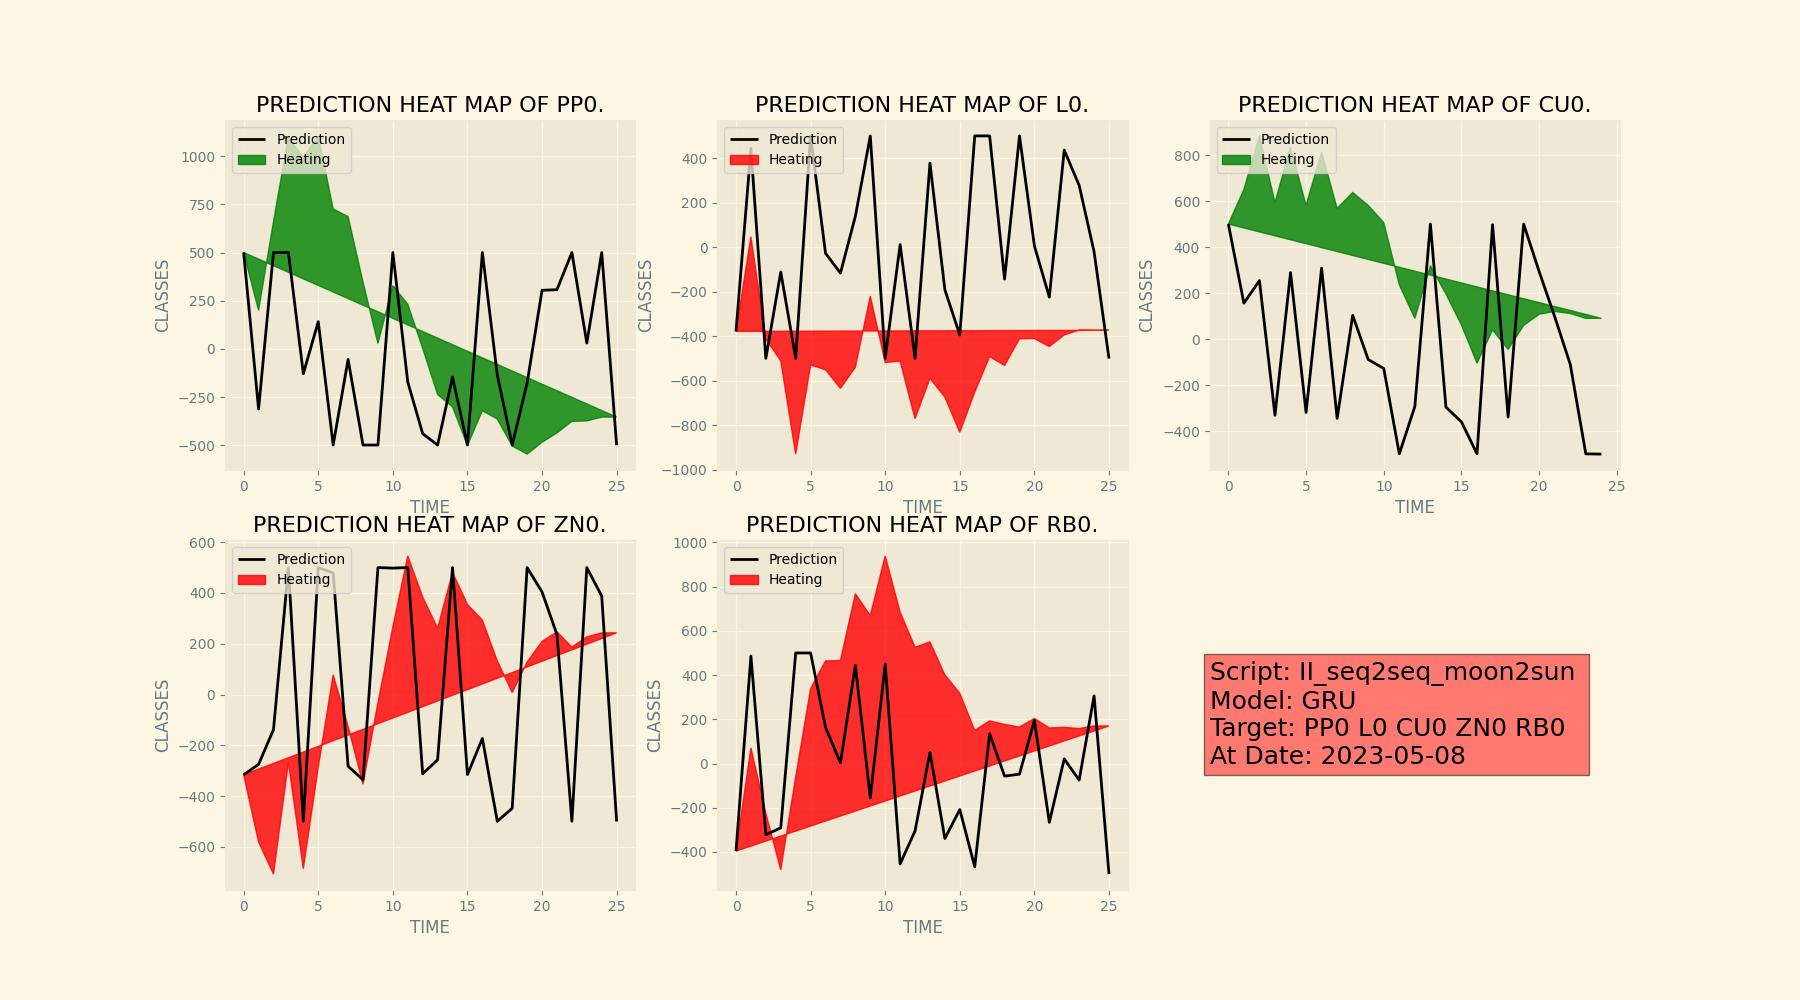 PREDICTION HEAT MAP OF PP0.
Prediction
Heating
1000
750
500
250
0
−250
−500
CLASSES
0 5 10 15 20 25
TIME
PREDICTION HEAT MAP OF L0.
Prediction
Heating
400
200
0
−200
−400
−600
−800
−1000
CLASSES
0 5 10 15 20 25
TIME
PREDICTION HEAT MAP OF CU0.
Prediction
Heating
800
600
400
200
0
−200
−400
CLASSES
0 5 10 15 20 25
TIME
PREDICTION HEAT MAP OF ZN0.
Prediction
Heating
600
400
200
0
−200
−400
−600
CLASSES
0 5 10 15 20 25
TIME
PREDICTION HEAT MAP OF RB0.
Prediction
Heating
1000
800
600
400
200
0
−200
−400
CLASSES
0 5 10 15 20 25
TIME
Script: II_seq2seq_moon2sun
Model: GRU
Target: PP0 L0 CU0 ZN0 RB0
At Date: 2023-05-08